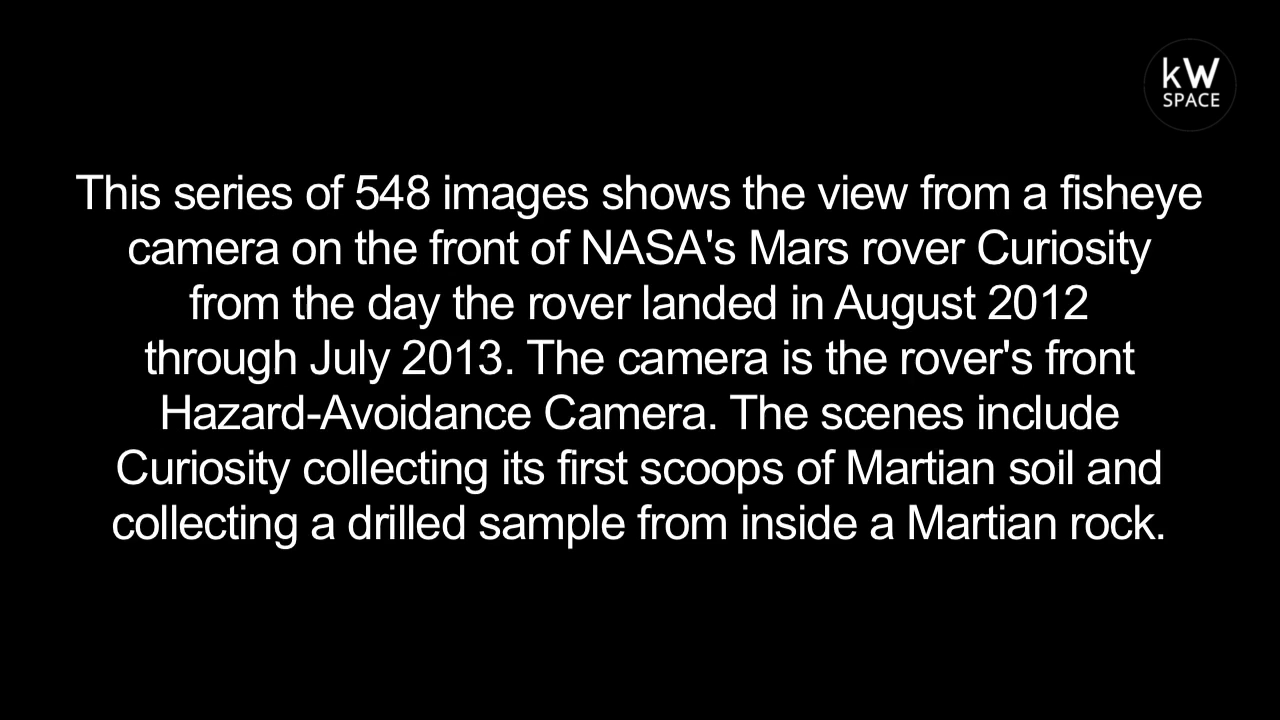 kW
SPACE
This series of 548 images shows the view from a fisheye
camera on the front of NASA's Mars rover Curiosity
from the day the rover landed in August 2012
through July 2013. The camera is the rover's front
Hazard-Avoidance Camera. The scenes include
Curiosity collecting its first scoops of Martian soil and
collecting a drilled sample from inside a Martian rock.